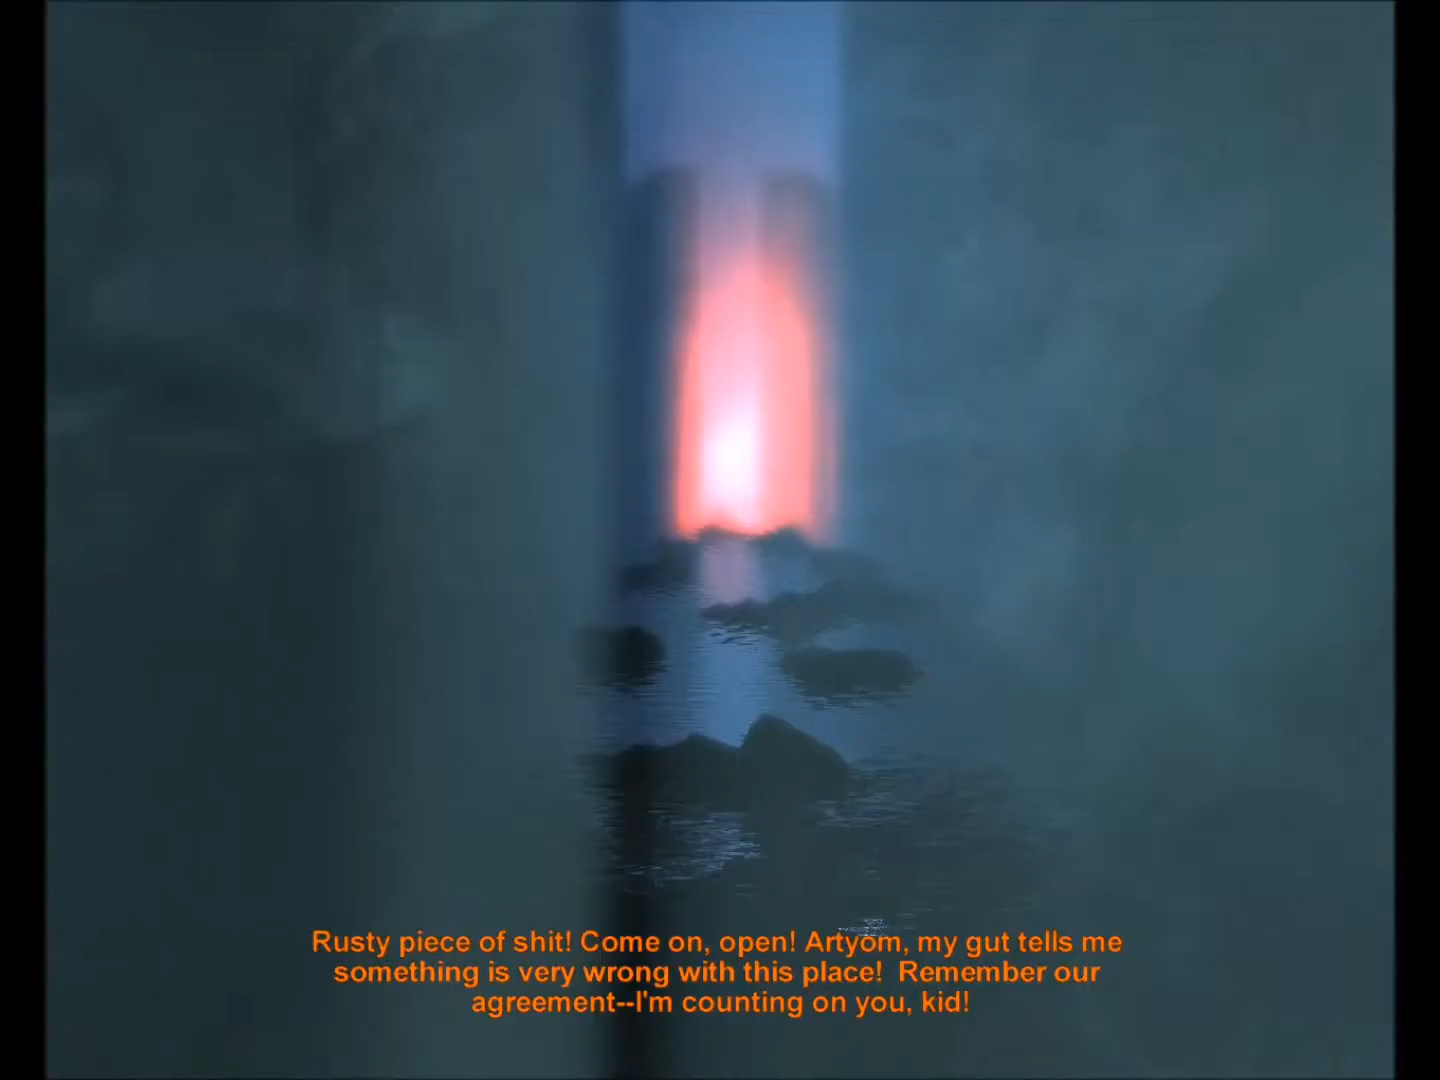 Rusty piece of shit! Come on, open! Artyom, my gut tells me
something is very wrong with this place!  Remember our
agreement--I'm counting on you, kid!